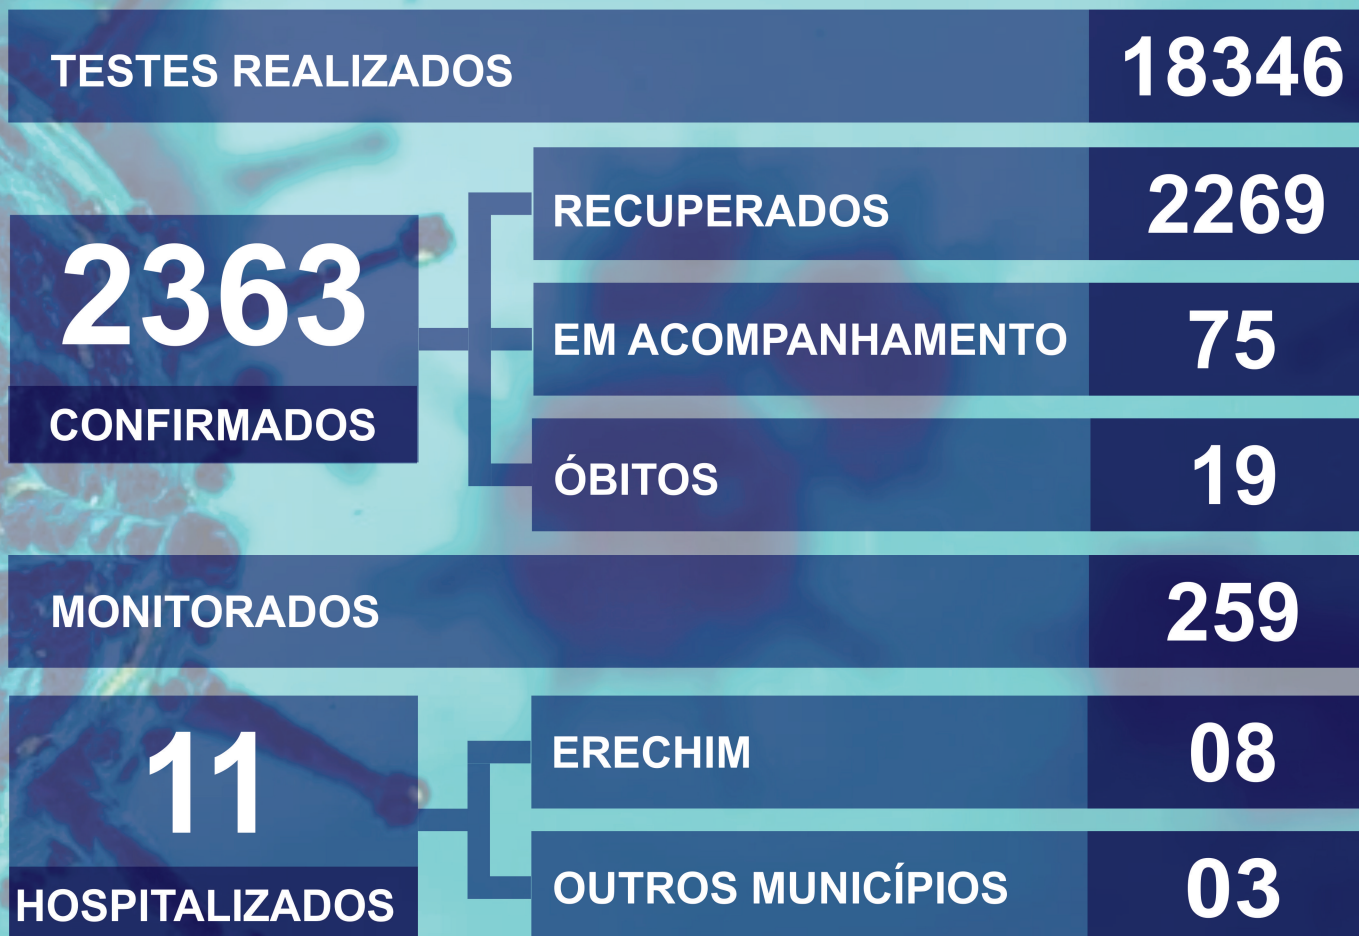 TESTES REALIZADOS 18346
2363
CONFIRMADOS
RECUPERADOS 2269
EM ACOMPANHAMENTO 75
ÓBITOS 19
MONITORADOS 259
11
HOSPITALIZADOS
ERECHIM 08
OUTROS MUNICÍPIOS 03